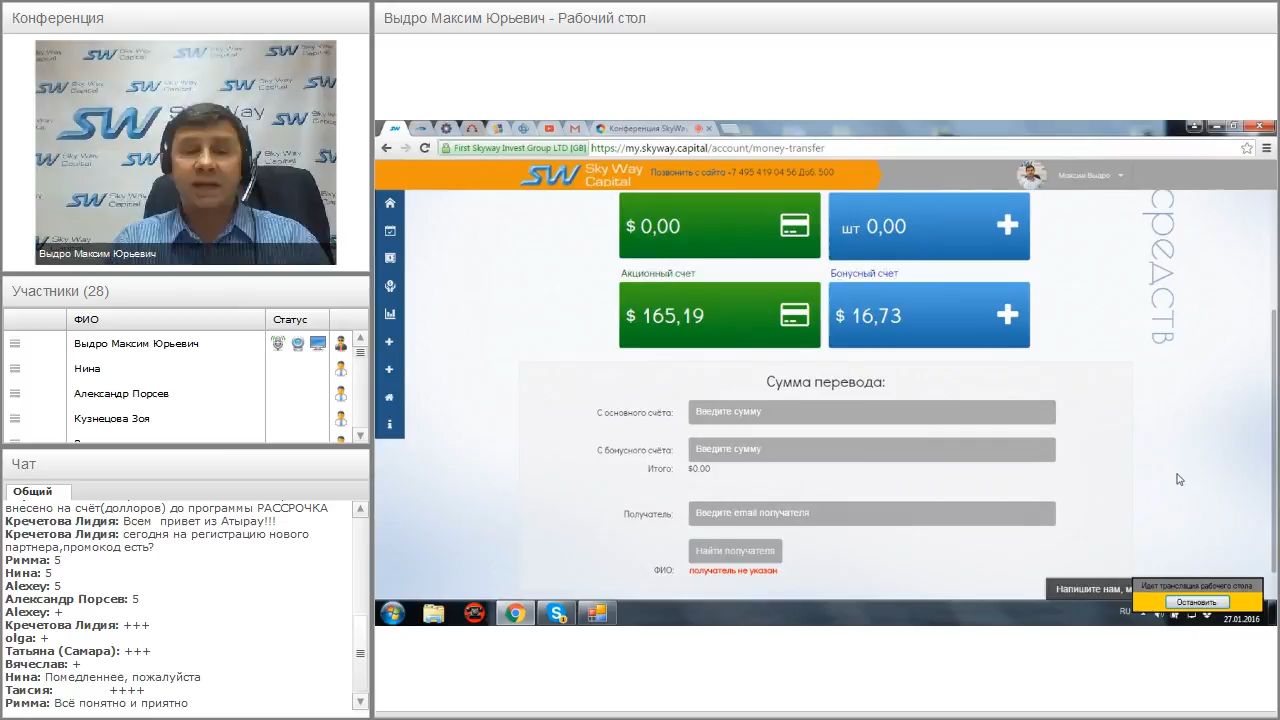 Конференция
Sky Way Capital
Выдро Максим Юрьевич
Участники (28)
ФИО
Статус
Выдро Максим Юрьевич
Нина
Александр Порсев
Кузнецова Зоя
Чат
Общий
внесено на счёт(доллоров) до программы РАССРОЧКА
Кречетова Лидия: Всем привет из Атырау!!!
Кречетова Лидия: сегодня на регистрацию нового
партнера,промокод есть?
Римма: 5
Нина: 5
Alexey: 5
Александр Порсев: 5
Alexey: +
Кречетова Лидия: +++
olga: +
Татьяна (Самара): +++
Вячеслав: +
Нина: Помедленнее, пожалуйста
Таисия: ++++
Римма: Всё понятно и приятно
Выдро Максим Юрьевич - Рабочий стол
Конференция SkyWay
First Skyway Invest Group LTD [GB] https://my.skyway.capital/account/money-transfer
SW Sky Way
Capital
Позвонить с сайта +7 495 419 04 56 Доб. 500
Максим Выдро
средств
$ 0,00
шт 0,00
Акционный счет
Бонусный счет
$ 165,19
$ 16,73
Сумма перевода:
С основного счёта: Введите сумму
С бонусного счёта: Введите сумму
Итого: $0.00
Получатель: Введите email получателя
Найти получателя
ФИО: получатель не указан
Напишите нам, м
Идет трансляция рабочего стола
Остановить
RU
27.01.2016